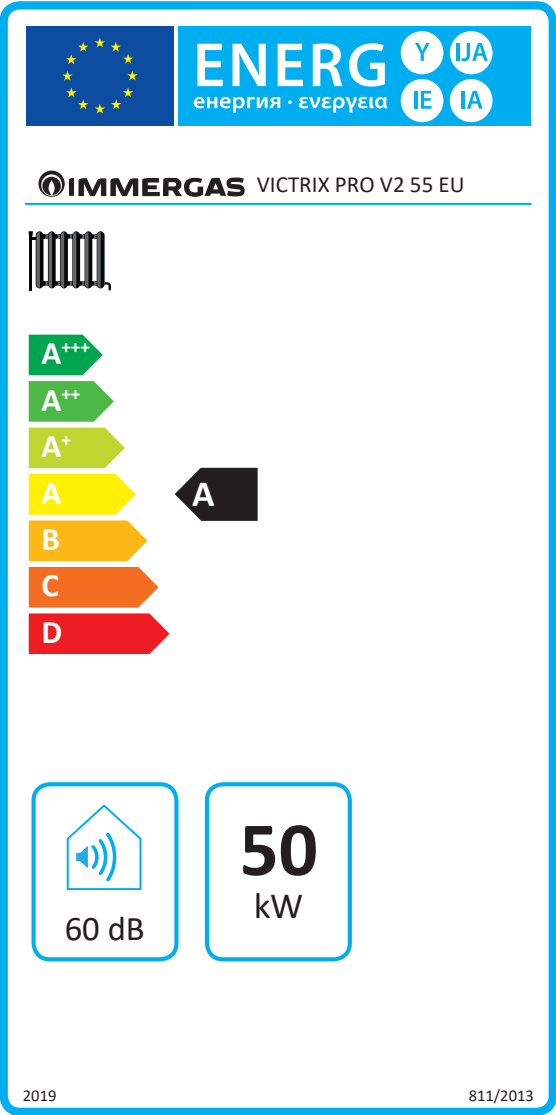 ENERG Y IJA
енергия · ενεργεια IE IA
IMMERGAS VICTRIX PRO V2 55 EU
A+++
A++
A+
A A
B
C
D
50
kW
60 dB
2019 811/2013